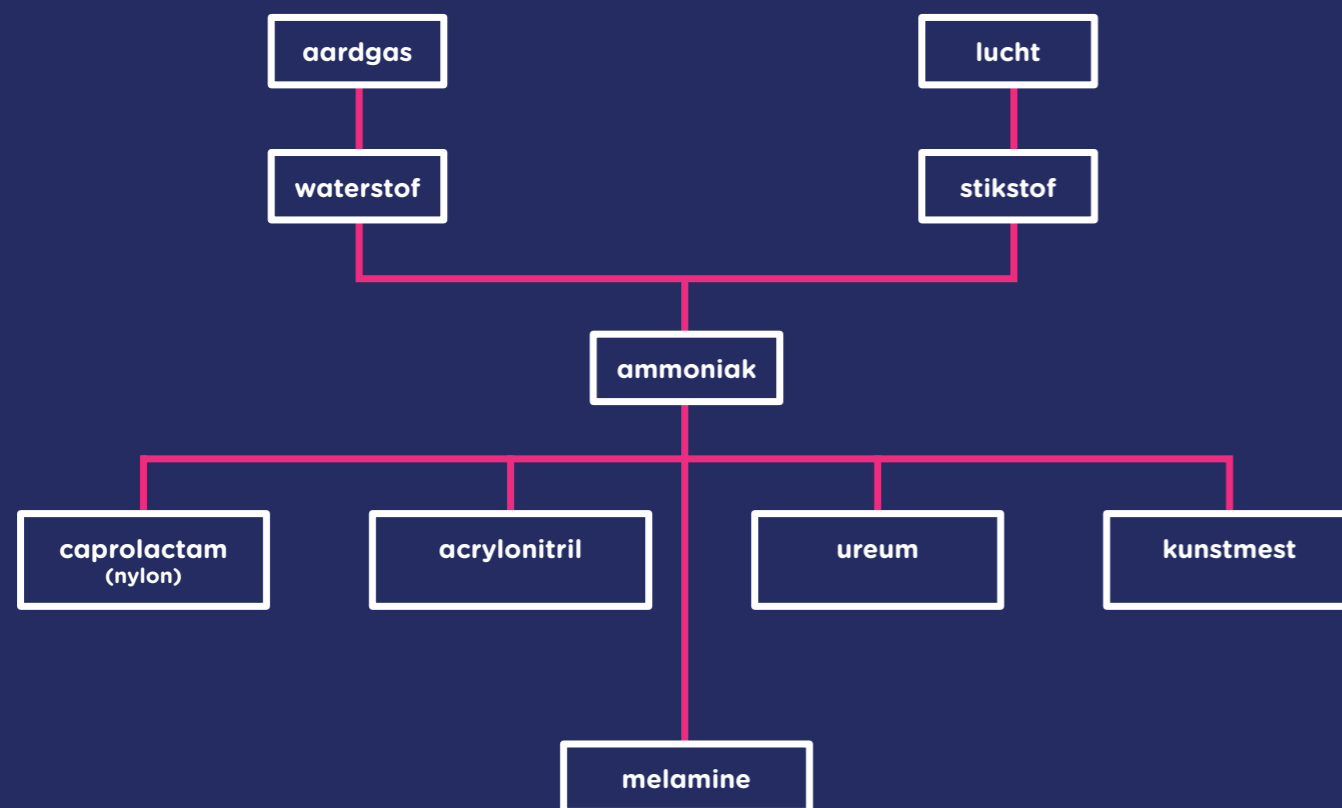 aardgas
lucht
waterstof
stikstof
ammoniak
caprolactam
(nylon)
acrylonitril
ureum
kunstmest
melamine